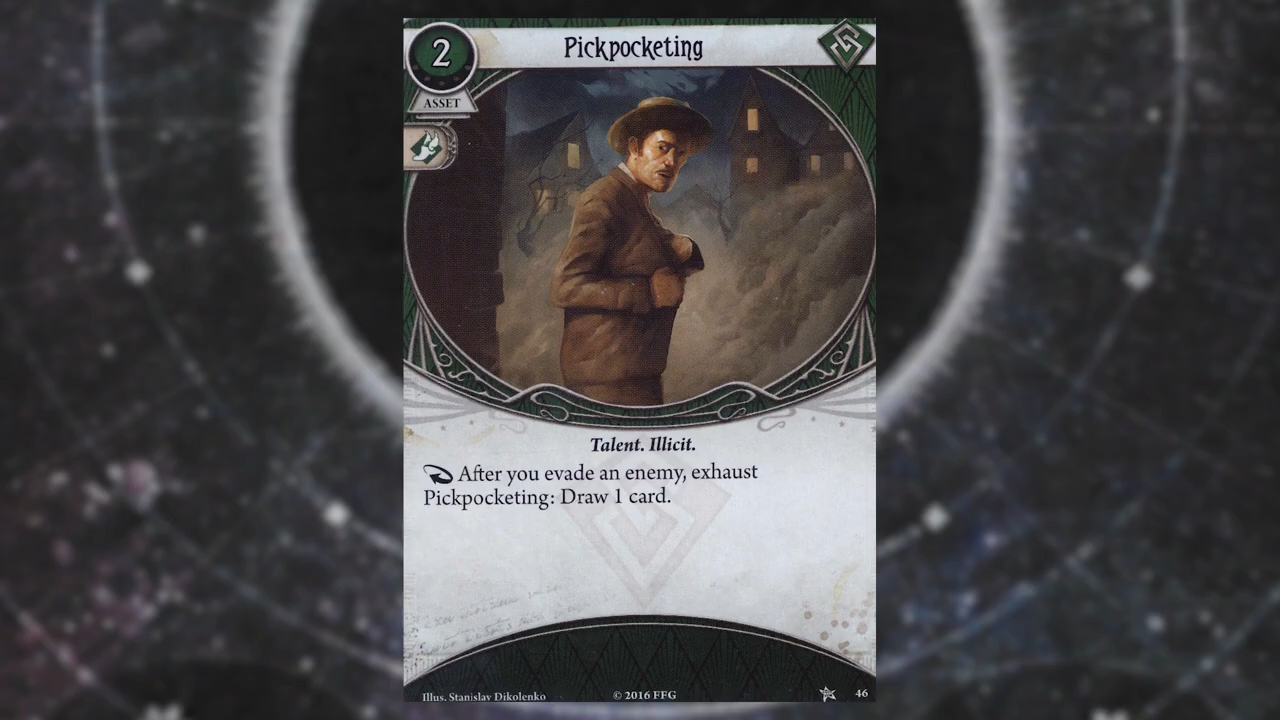 2
Pickpocketing
ASSET
Talent. Illicit.
After you evade an enemy, exhaust
Pickpocketing: Draw 1 card.
Illus. Stanislav Dikolenko
© 2016 FFG
46